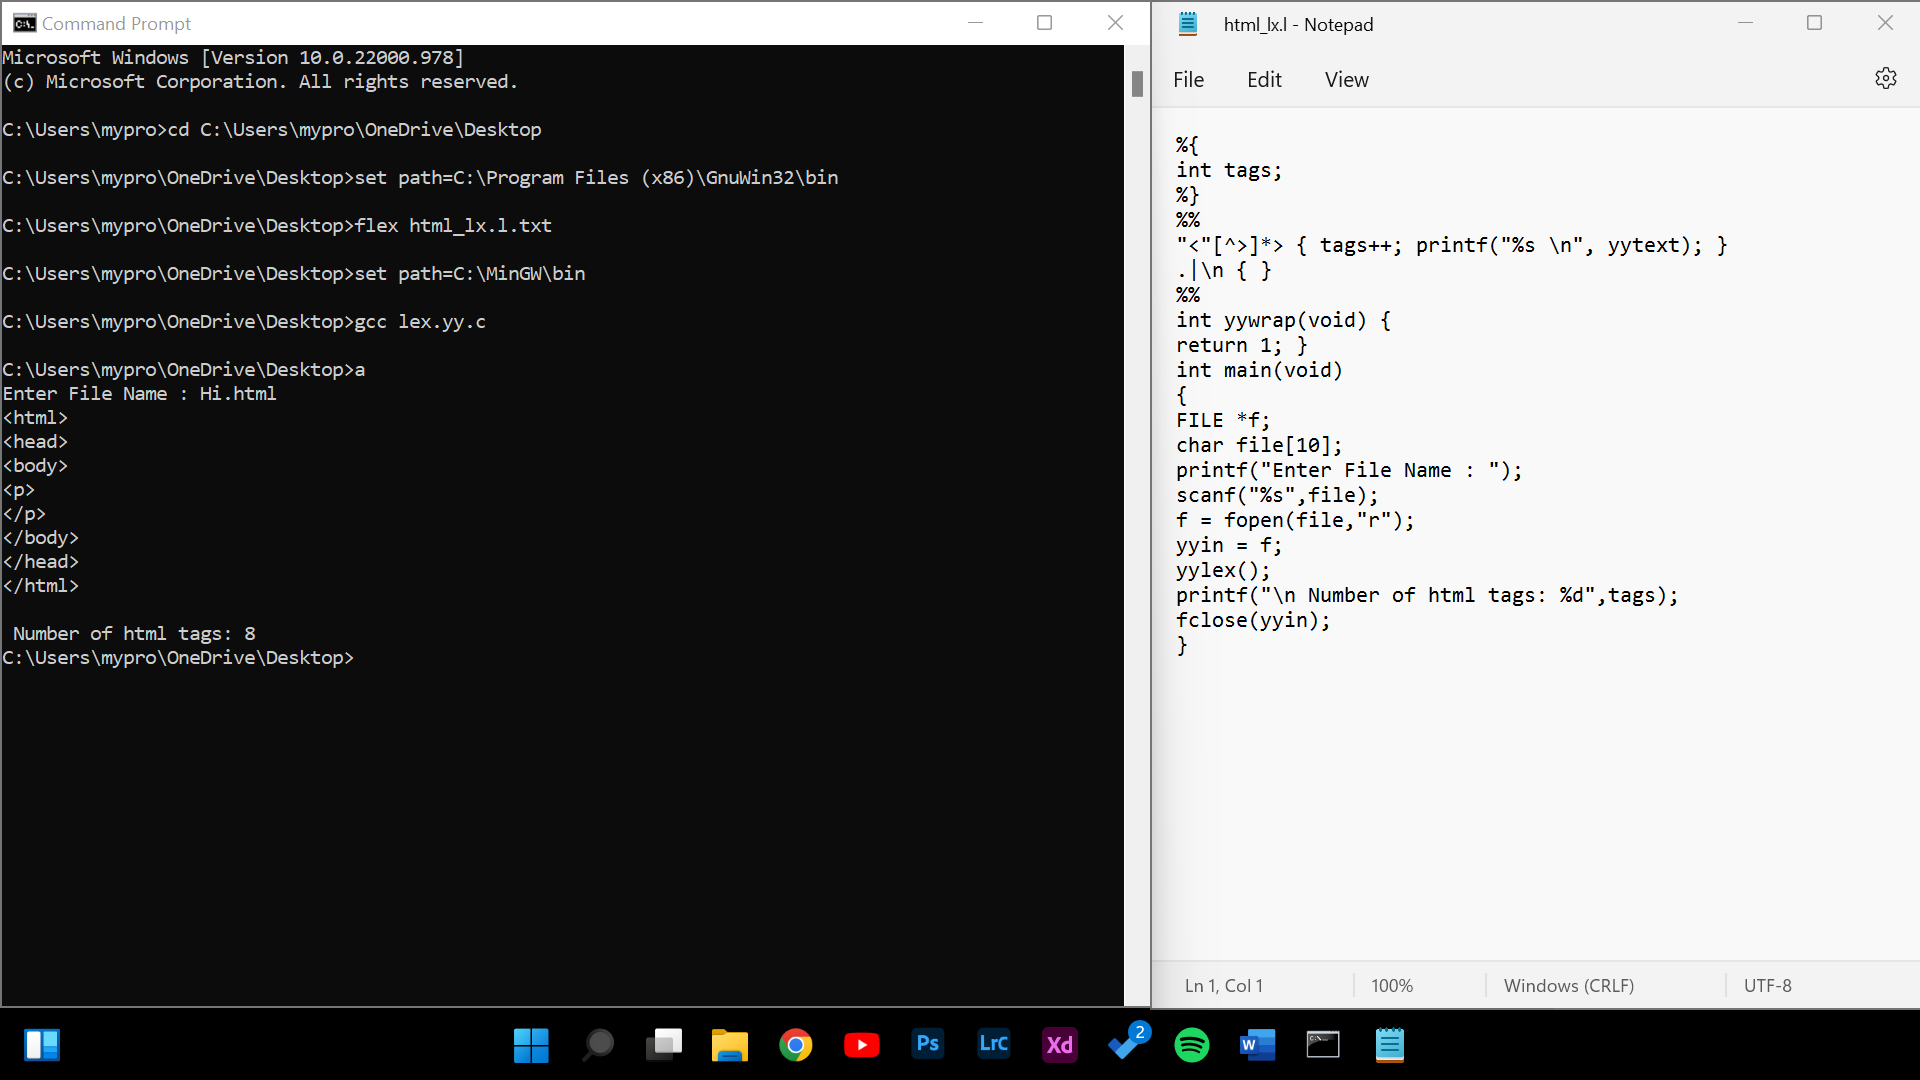 Command Prompt
Microsoft Windows [Version 10.0.22000.978]
(c) Microsoft Corporation. All rights reserved.
C:\Users\mypro>cd C:\Users\mypro\OneDrive\Desktop
C:\Users\mypro\OneDrive\Desktop>set path=C:\Program Files (x86)\GnuWin32\bin
C:\Users\mypro\OneDrive\Desktop>flex html_lx.l.txt
C:\Users\mypro\OneDrive\Desktop>set path=C:\MinGW\bin
C:\Users\mypro\OneDrive\Desktop>gcc lex.yy.c
C:\Users\mypro\OneDrive\Desktop>a
Enter File Name : Hi.html
<html>
<head>
<body>
<p>
</p>
</body>
</head>
</html>
Number of html tags: 8
C:\Users\mypro\OneDrive\Desktop>
html_lx.l - Notepad
File Edit View
%{
int tags;
%}
%%
"<"[^>]*> { tags++; printf("%s \n", yytext); }
.|\n { }
%%
int yywrap(void) {
return 1; }
int main(void)
{
FILE *f;
char file[10];
printf("Enter File Name : ");
scanf("%s",file);
f = fopen(file,"r");
yyin = f;
yylex();
printf("\n Number of html tags: %d",tags);
fclose(yyin);
}
Ln 1, Col 1 100% Windows (CRLF) UTF-8
Ps LrC Xd 2 W